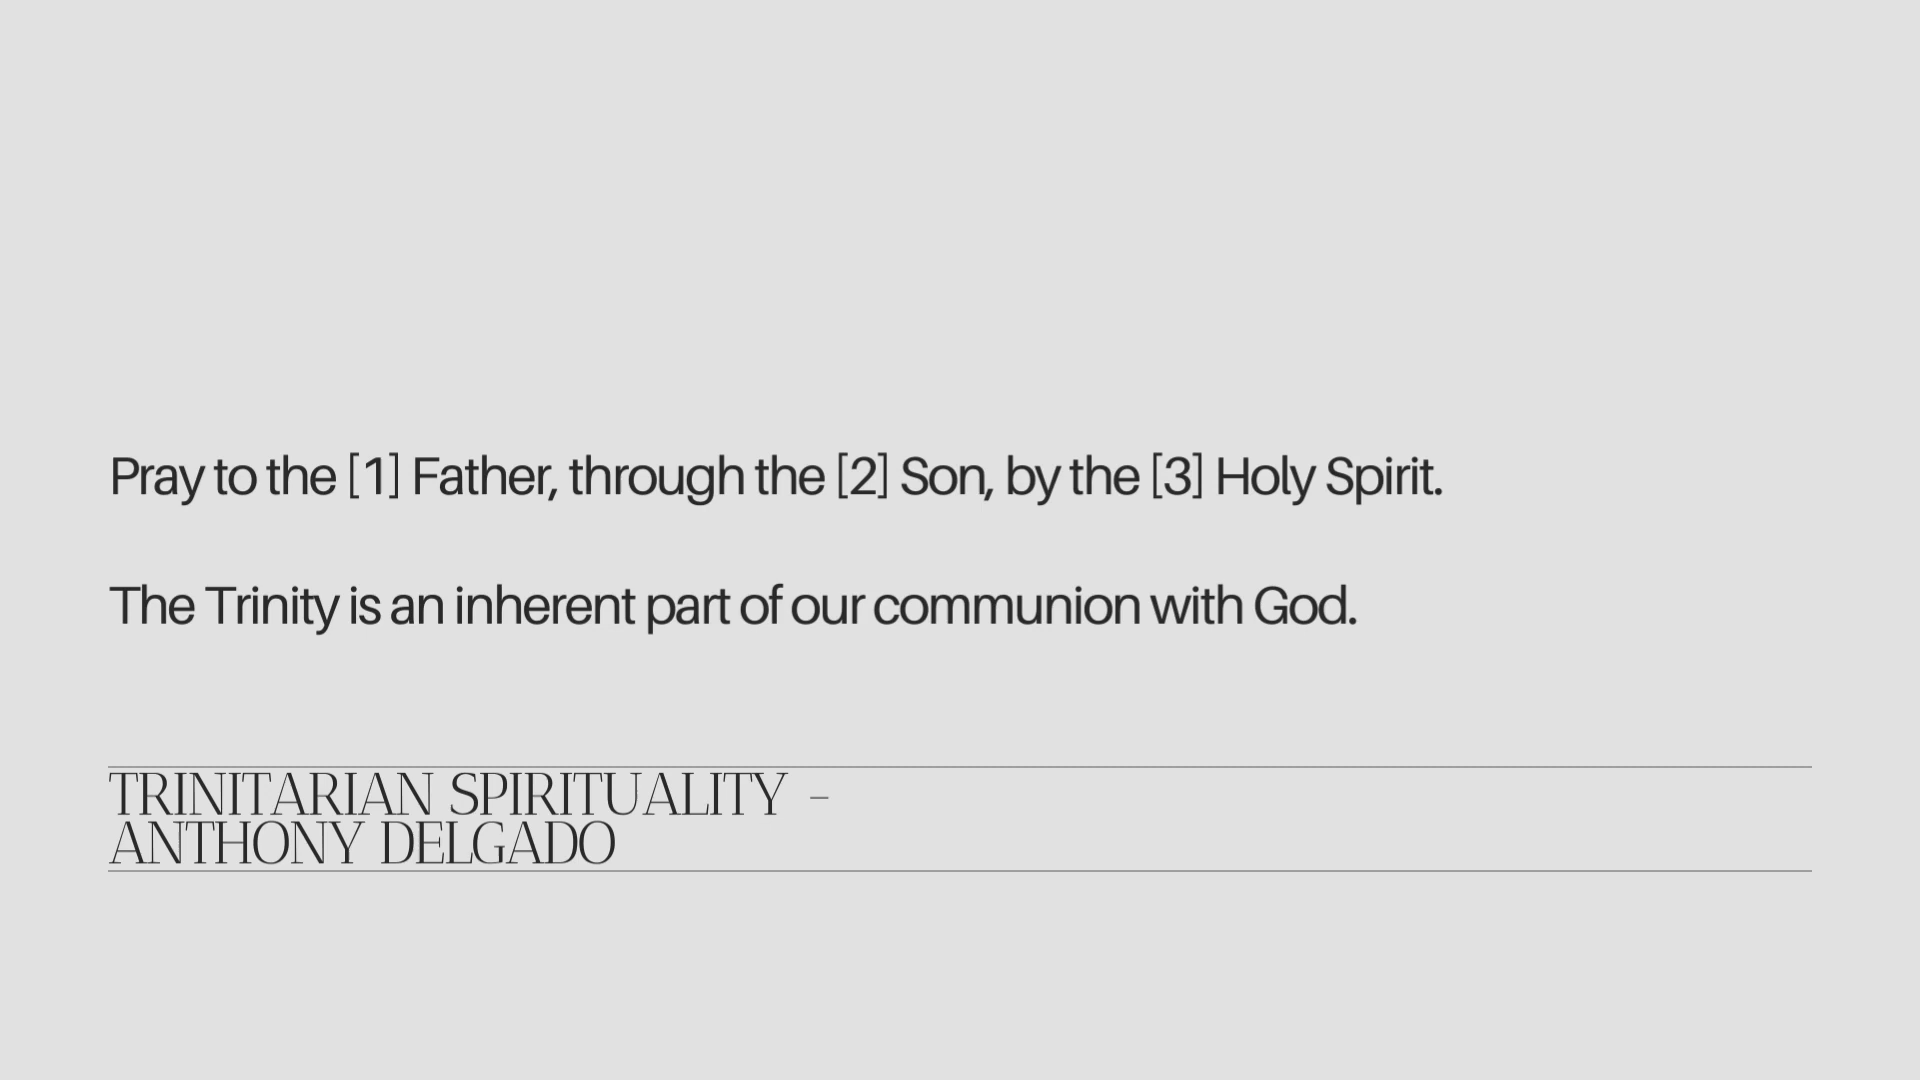 Pray to the [1] Father, through the [2] Son, by the [3] Holy Spirit.
The Trinity is an inherent part of our communion with God.
TRINITARIAN SPIRITUALITY –
ANTHONY DELGADO